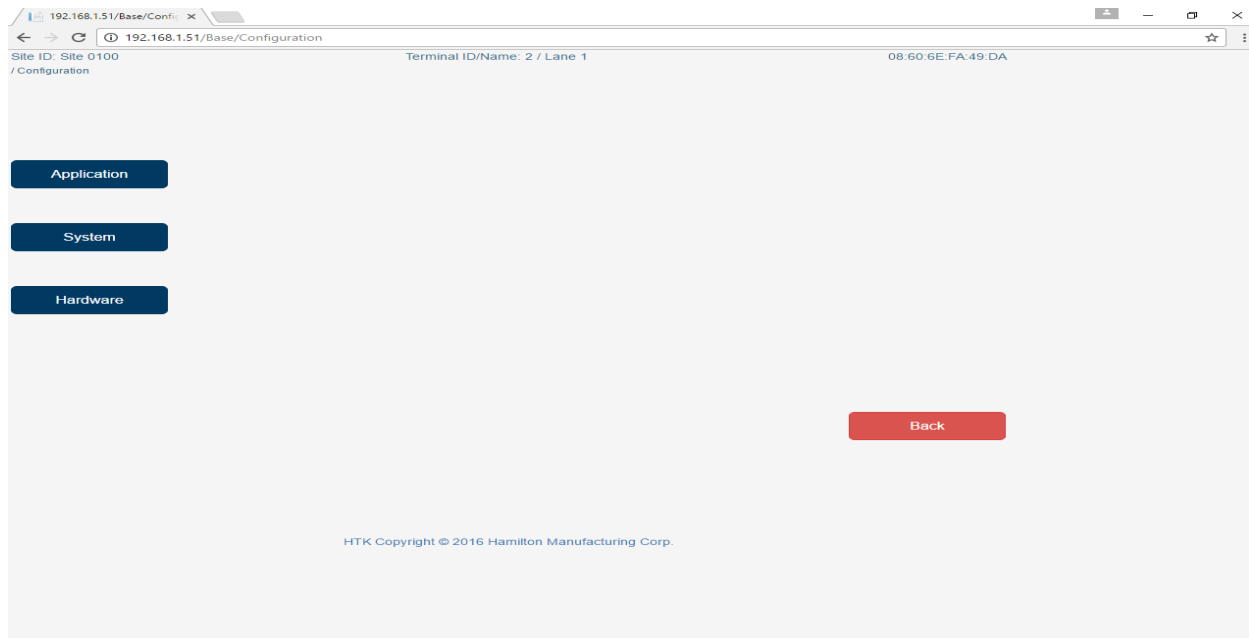 192.168.1.51/Base/Confi
192.168.1.51/Base/Configuration
Site ID: Site 0100 Terminal ID/Name: 2 / Lane 1 08:60:6E:FA:49:DA
/ Configuration
Application
System
Hardware
Back
HTK Copyright © 2016 Hamilton Manufacturing Corp.